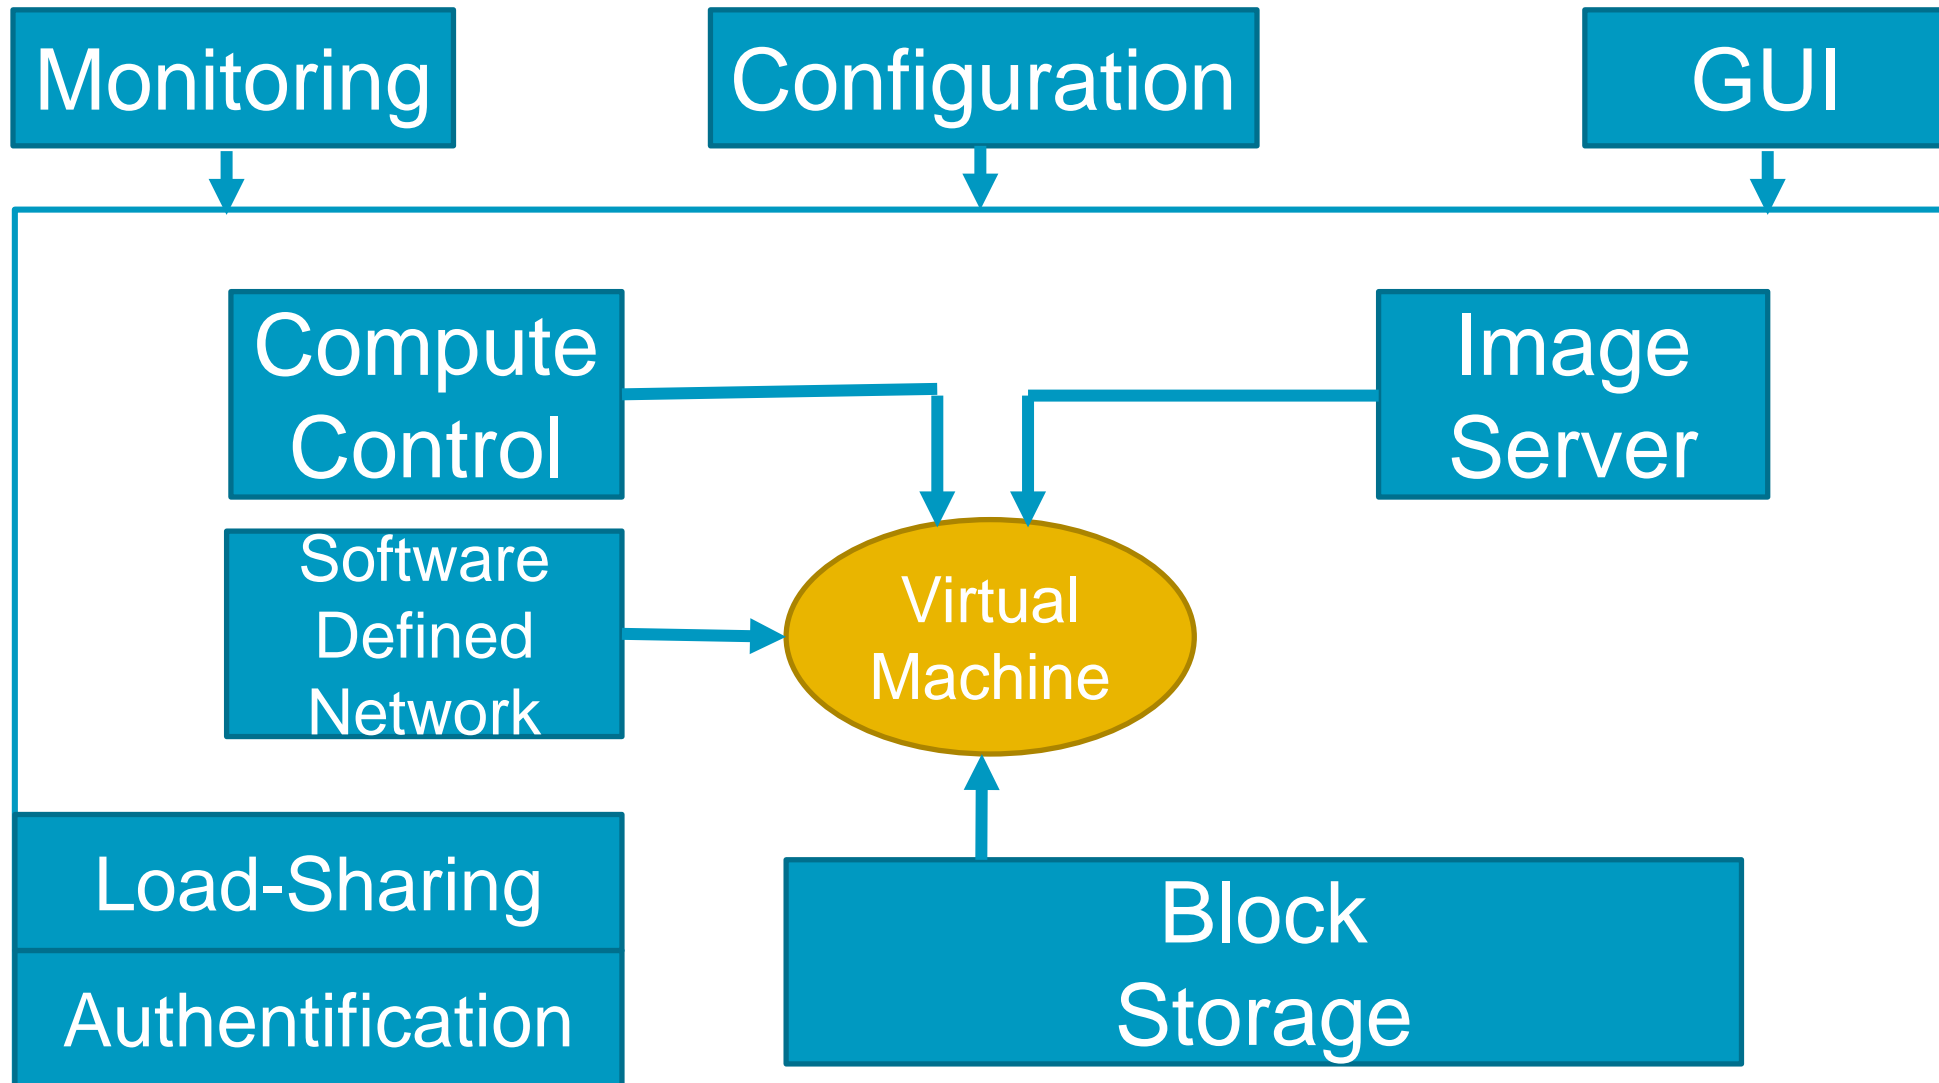 Monitoring
Configuration
GUI
Compute
Control
Image
Server
Software
Defined
Network
Virtual
Machine
Load-Sharing
Authentification
Block
Storage